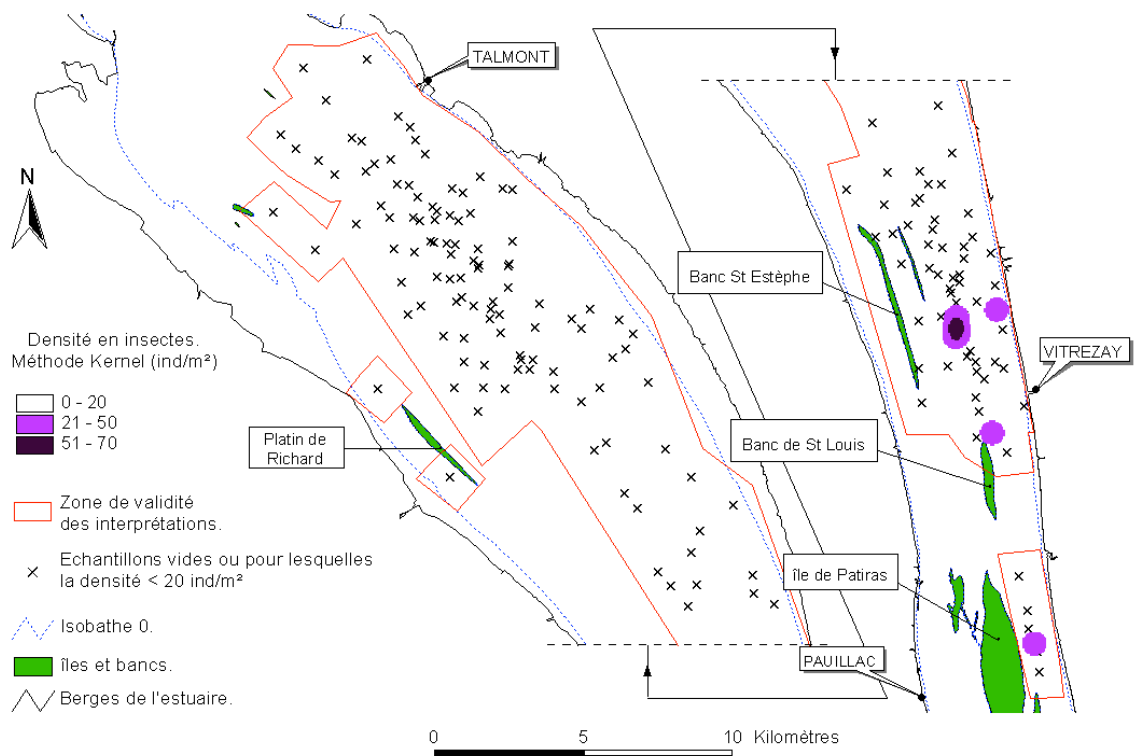 TALMONT
N
Banc St Estèphe
Densité en insectes.
Méthode Kernel (ind/m²)
0 - 20
21 - 50
51 - 70
VITREZAY
Platin de
Richard
Banc de St Louis
Zone de validité
des interprétations.
Echantillons vides ou pour lesquelles
la densité < 20 ind/m²
île de Patiras
Isobathe 0.
îles et bancs.
PAUILLAC
Berges de l'estuaire.
0 5 10 Kilomètres